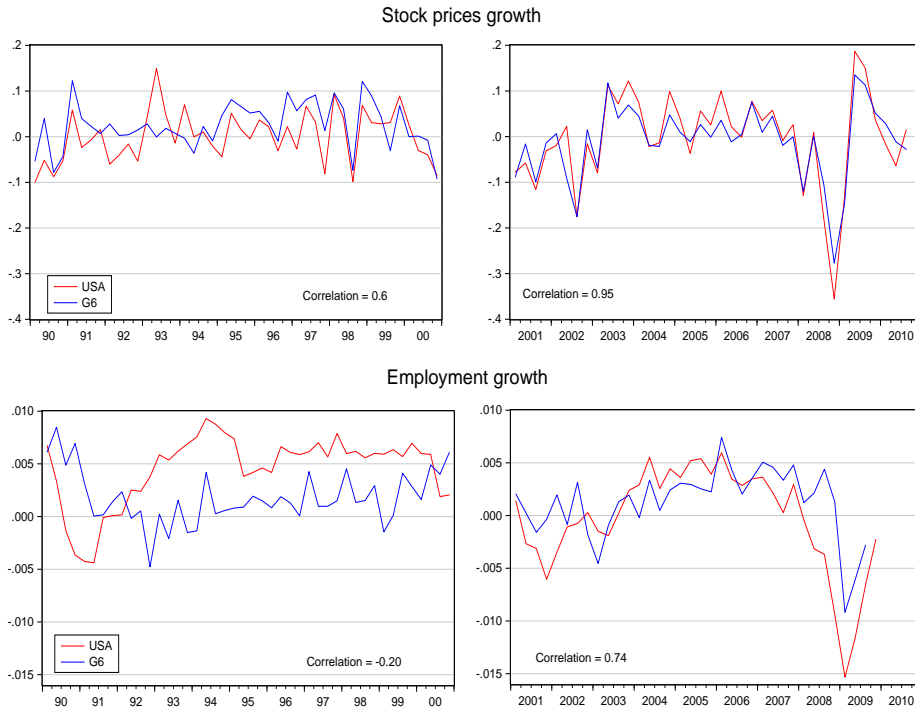 Stock prices growth
.2
.1
.0
-.1
-.2
-.3
-.4
USA
G6
Correlation = 0.6
90 91 92 93 94 95 96 97 98 99 00
.2
.1
.0
-.1
-.2
-.3
-.4
Correlation = 0.95
2001 2002 2003 2004 2005 2006 2007 2008 2009 2010
Employment growth
.010
.005
.000
-.005
-.010
-.015
USA
G6
Correlation = -0.20
90 91 92 93 94 95 96 97 98 99 00
.010
.005
.000
-.005
-.010
-.015
Correlation = 0.74
2001 2002 2003 2004 2005 2006 2007 2008 2009 2010